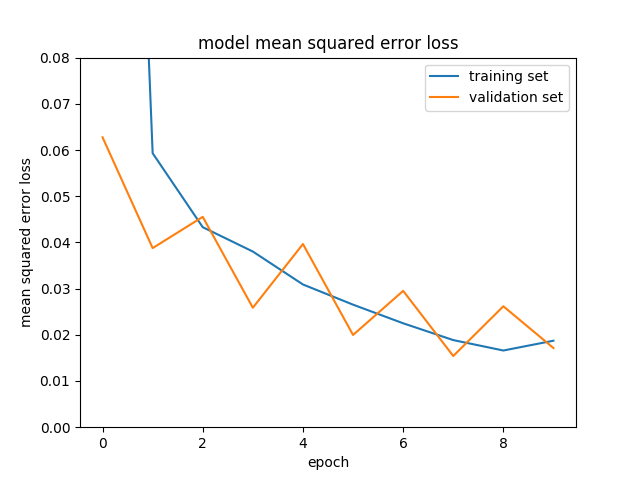 model mean squared error loss
training set
validation set
0.08
0.07
0.06
0.05
0.04
0.03
0.02
0.01
0.00
mean squared error loss
0 2 4 6 8
epoch